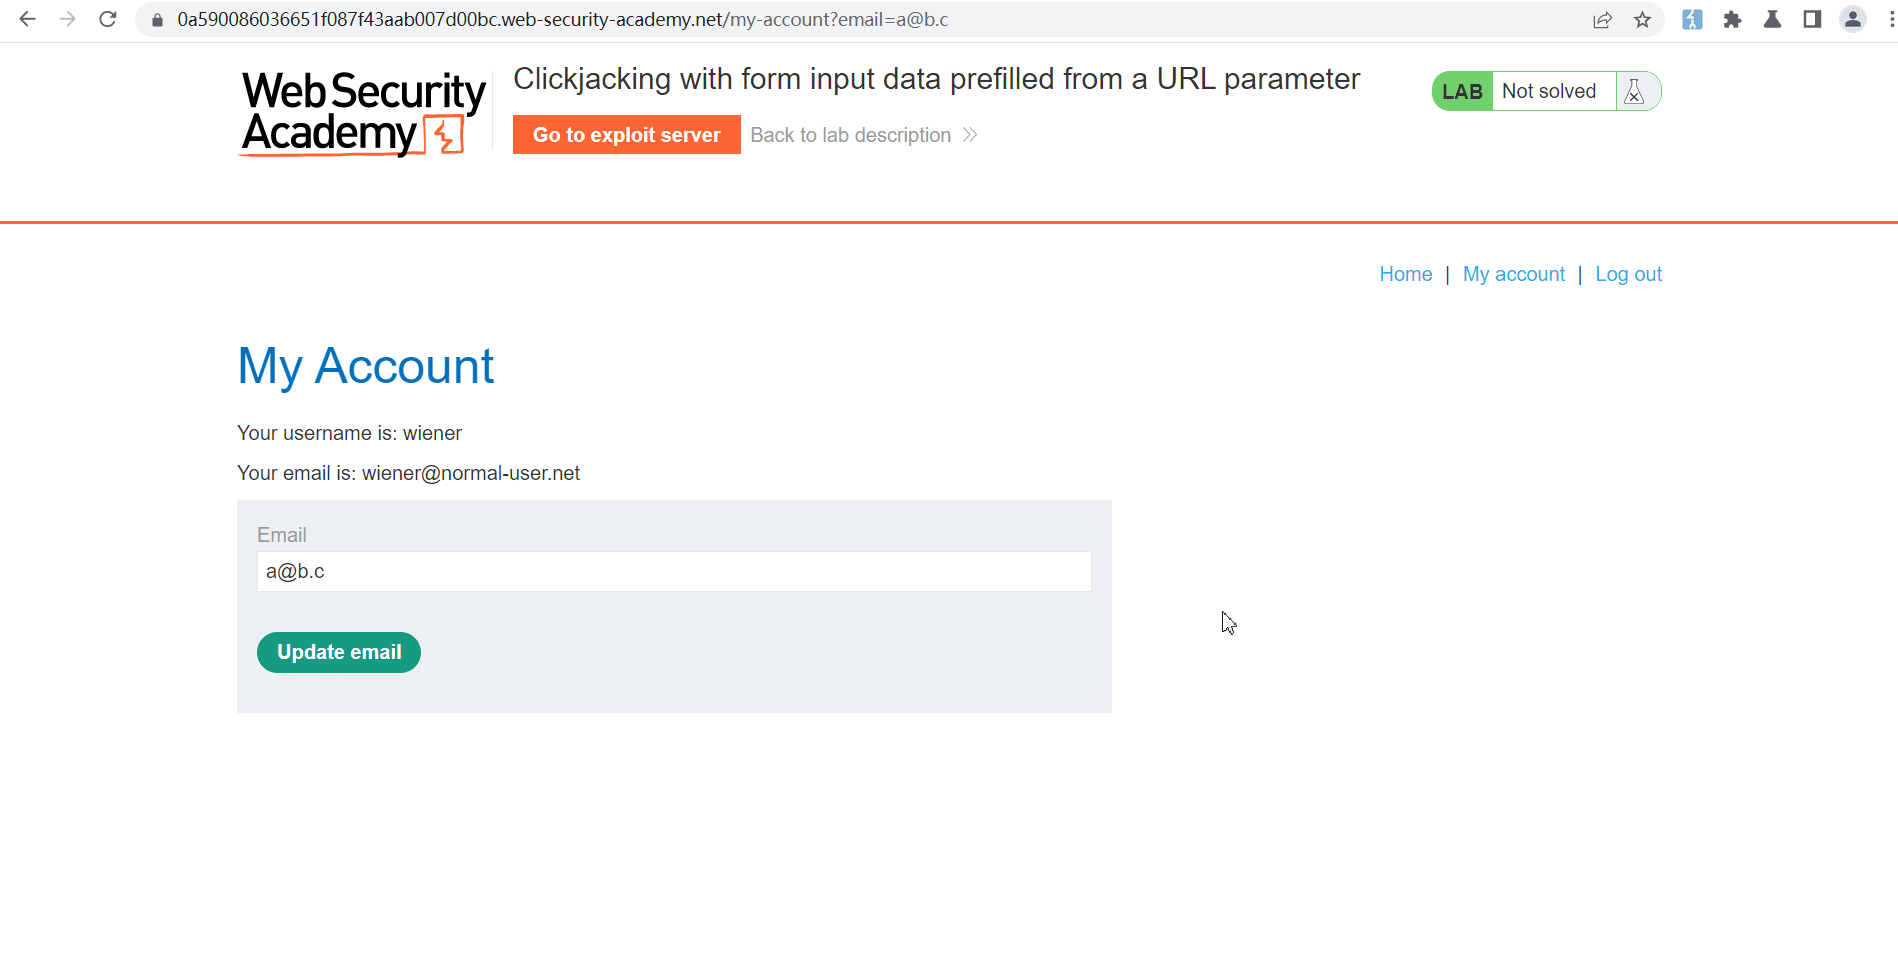 0a590086036651f087f43aab007d00bc.web-security-academy.net/my-account?email=a@b.c
Web Security
Academy
Clickjacking with form input data prefilled from a URL parameter
Go to exploit server
Back to lab description
LAB
Not solved
Home | My account | Log out
My Account
Your username is: wiener
Your email is: wiener@normal-user.net
Email
a@b.c
Update email